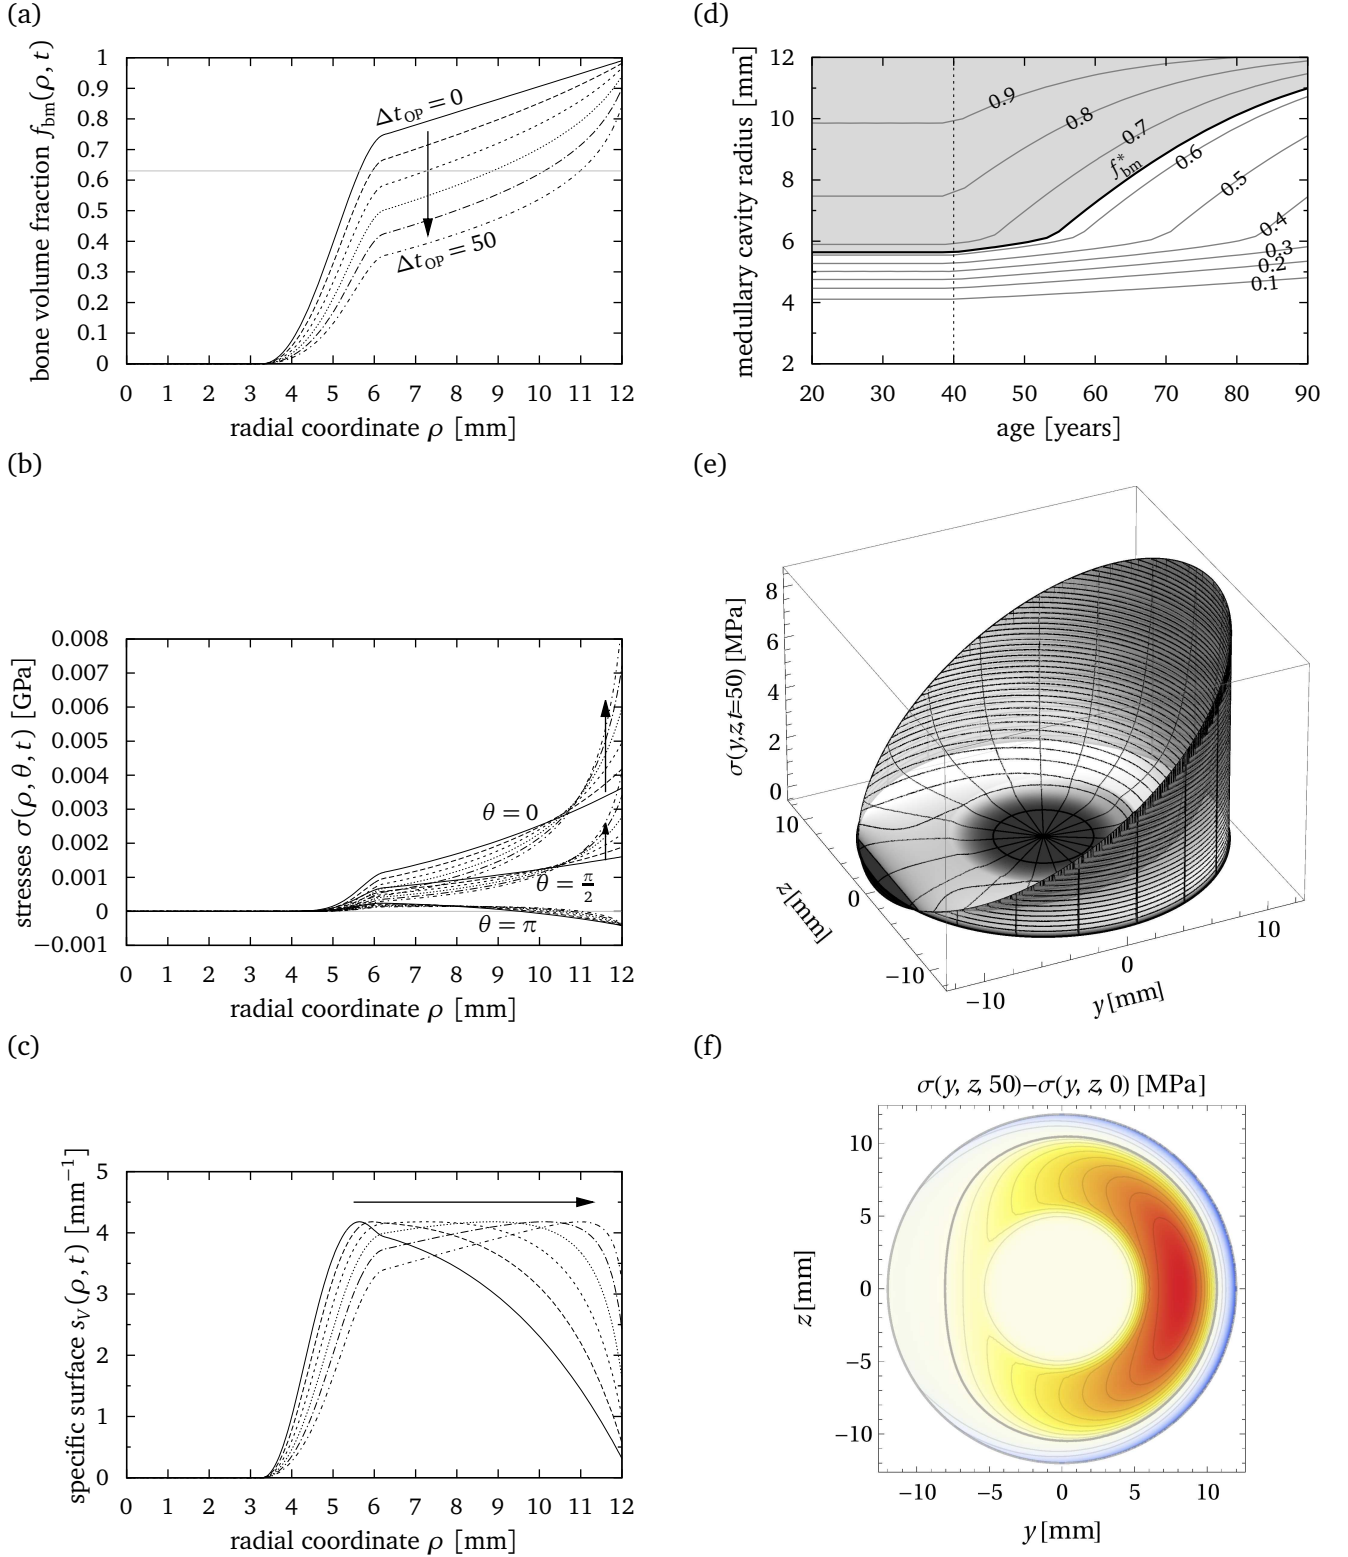 (a)
bone volume fraction f_bm(ρ, t)
1
0.9
0.8
0.7
0.6
0.5
0.4
0.3
0.2
0.1
0
Δt_OP = 0
Δt_OP = 50
0 1 2 3 4 5 6 7 8 9 10 11 12
radial coordinate ρ [mm]
(d)
medullary cavity radius [mm]
12
10
8
6
4
2
0.9
0.8
0.7
f*_bm
0.6
0.5
0.4
0.3
0.2
0.1
20 30 40 50 60 70 80 90
age [years]
(b)
stresses σ(ρ, θ, t) [GPa]
0.008
0.007
0.006
0.005
0.004
0.003
0.002
0.001
0
−0.001
θ = 0
θ = π/2
θ = π
0 1 2 3 4 5 6 7 8 9 10 11 12
radial coordinate ρ [mm]
(e)
σ(y,z,t=50) [MPa]
8
6
4
2
0
10
0
−10
z[mm]
−10
0
10
y[mm]
(c)
specific surface s_V(ρ, t) [mm⁻¹]
5
4
3
2
1
0
0 1 2 3 4 5 6 7 8 9 10 11 12
radial coordinate ρ [mm]
(f)
σ(y, z, 50)−σ(y, z, 0) [MPa]
z[mm]
10
5
0
−5
−10
−10 −5 0 5 10
y[mm]